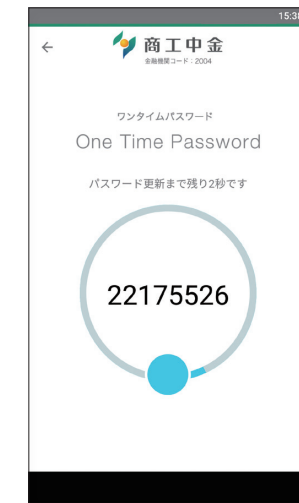 15:38
商工中金
金融機関コード：2004
ワンタイムパスワード
One Time Password
パスワード更新まで残り2秒です
22175526